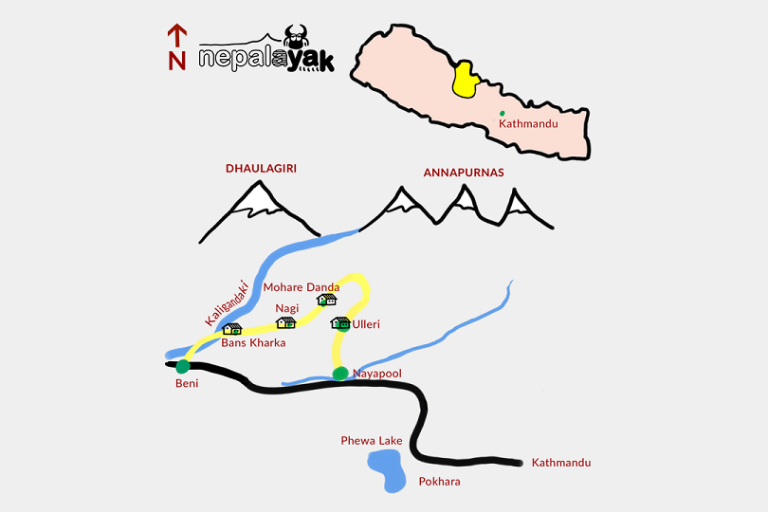 N
nepalayak
Kathmandu
DHAULAGIRI
ANNAPURNAS
Kaligandaki
Mohare Danda
Nagi
Ulleri
Bans Kharka
Nayapool
Beni
Phewa Lake
Kathmandu
Pokhara